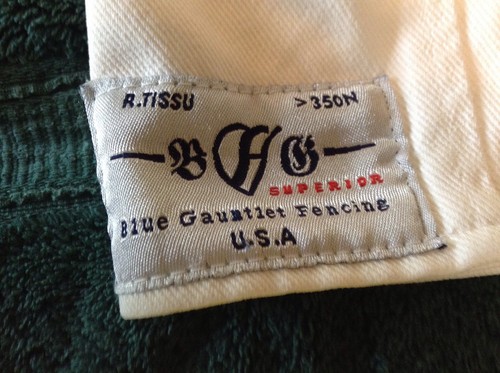 R.TISSU >350N
BFG
SUPERIOR
Blue Gauntlet Fencing
U.S.A